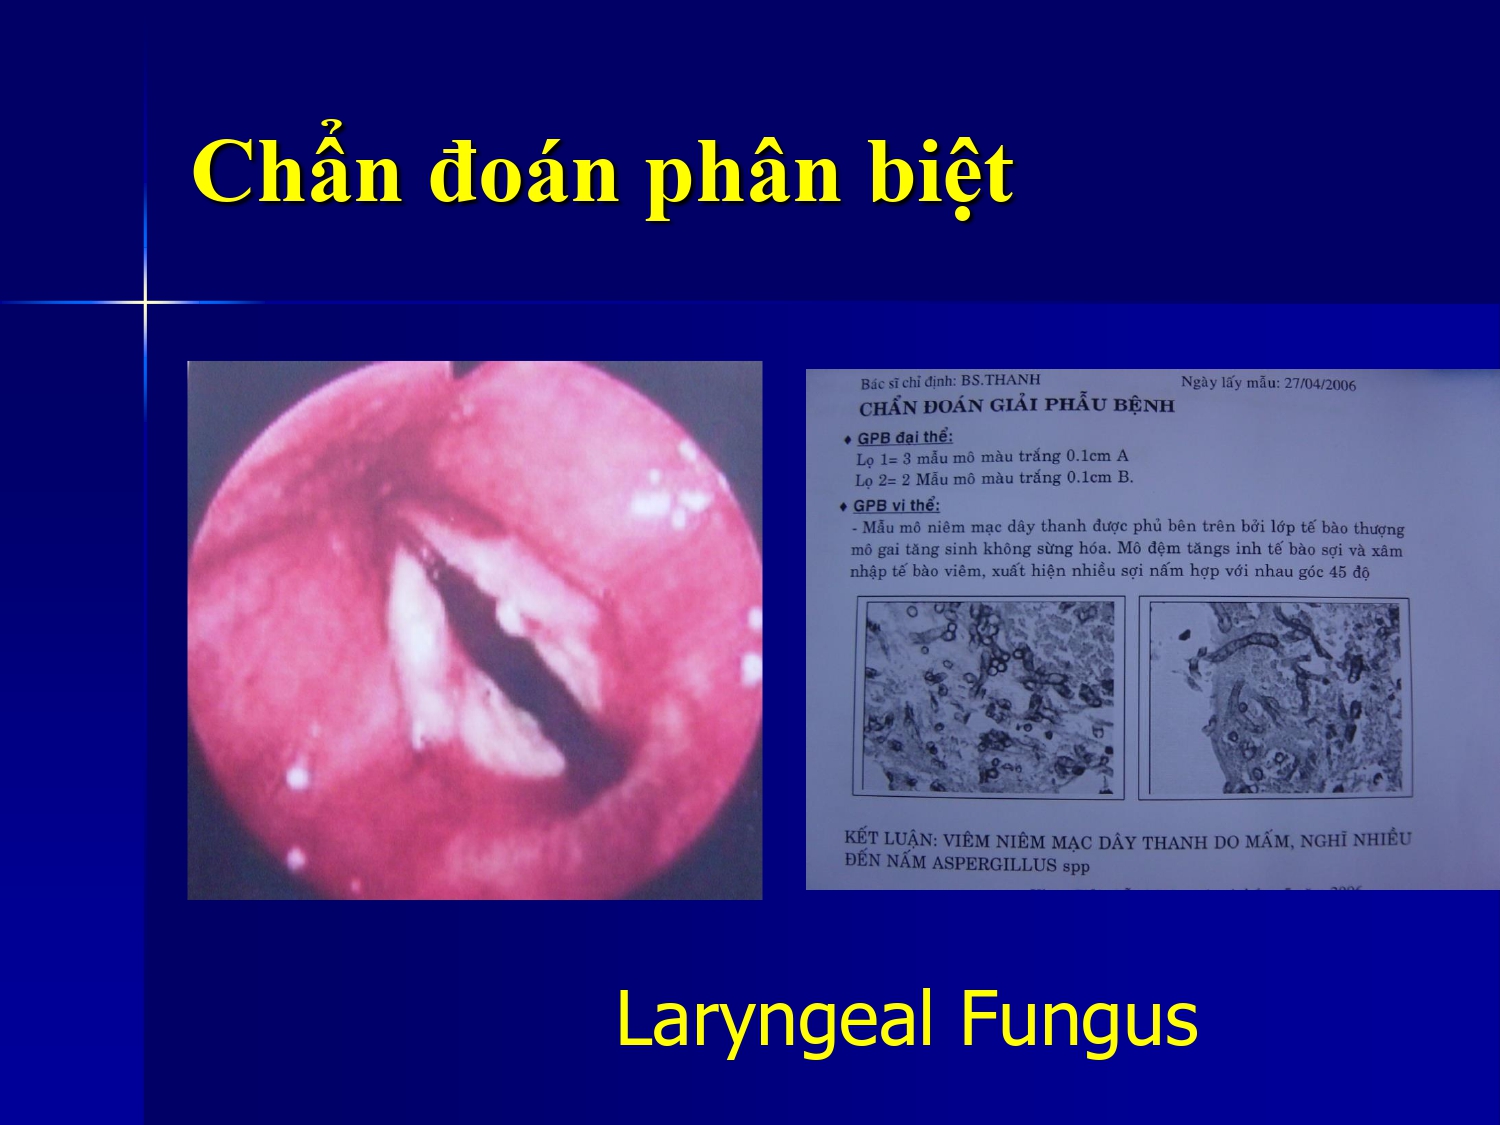 Chẩn đoán phân biệt
Bác sĩ chỉ định: BS.THANH
Ngày lấy mẫu: 27/04/2006
CHẨN ĐOÁN GIẢI PHẪU BỆNH
♦ GPB đại thể:
Lọ 1= 3 mẫu mô màu trắng 0.1cm A
Lọ 2= 2 Mẫu mô màu trắng 0.1cm B.
♦ GPB vi thể:
- Mẫu mô niêm mạc dây thanh được phủ bên trên bởi lớp tế bào thượng
mô gai tăng sinh không sừng hóa. Mô đệm tăngs inh tế bào sợi và xâm
nhập tế bào viêm, xuất hiện nhiều sợi nấm hợp với nhau góc 45 độ
KẾT LUẬN: VIÊM NIÊM MẠC DÂY THANH DO MẤM, NGHĨ NHIỀU
ĐẾN NẤM ASPERGILLUS spp
Laryngeal Fungus